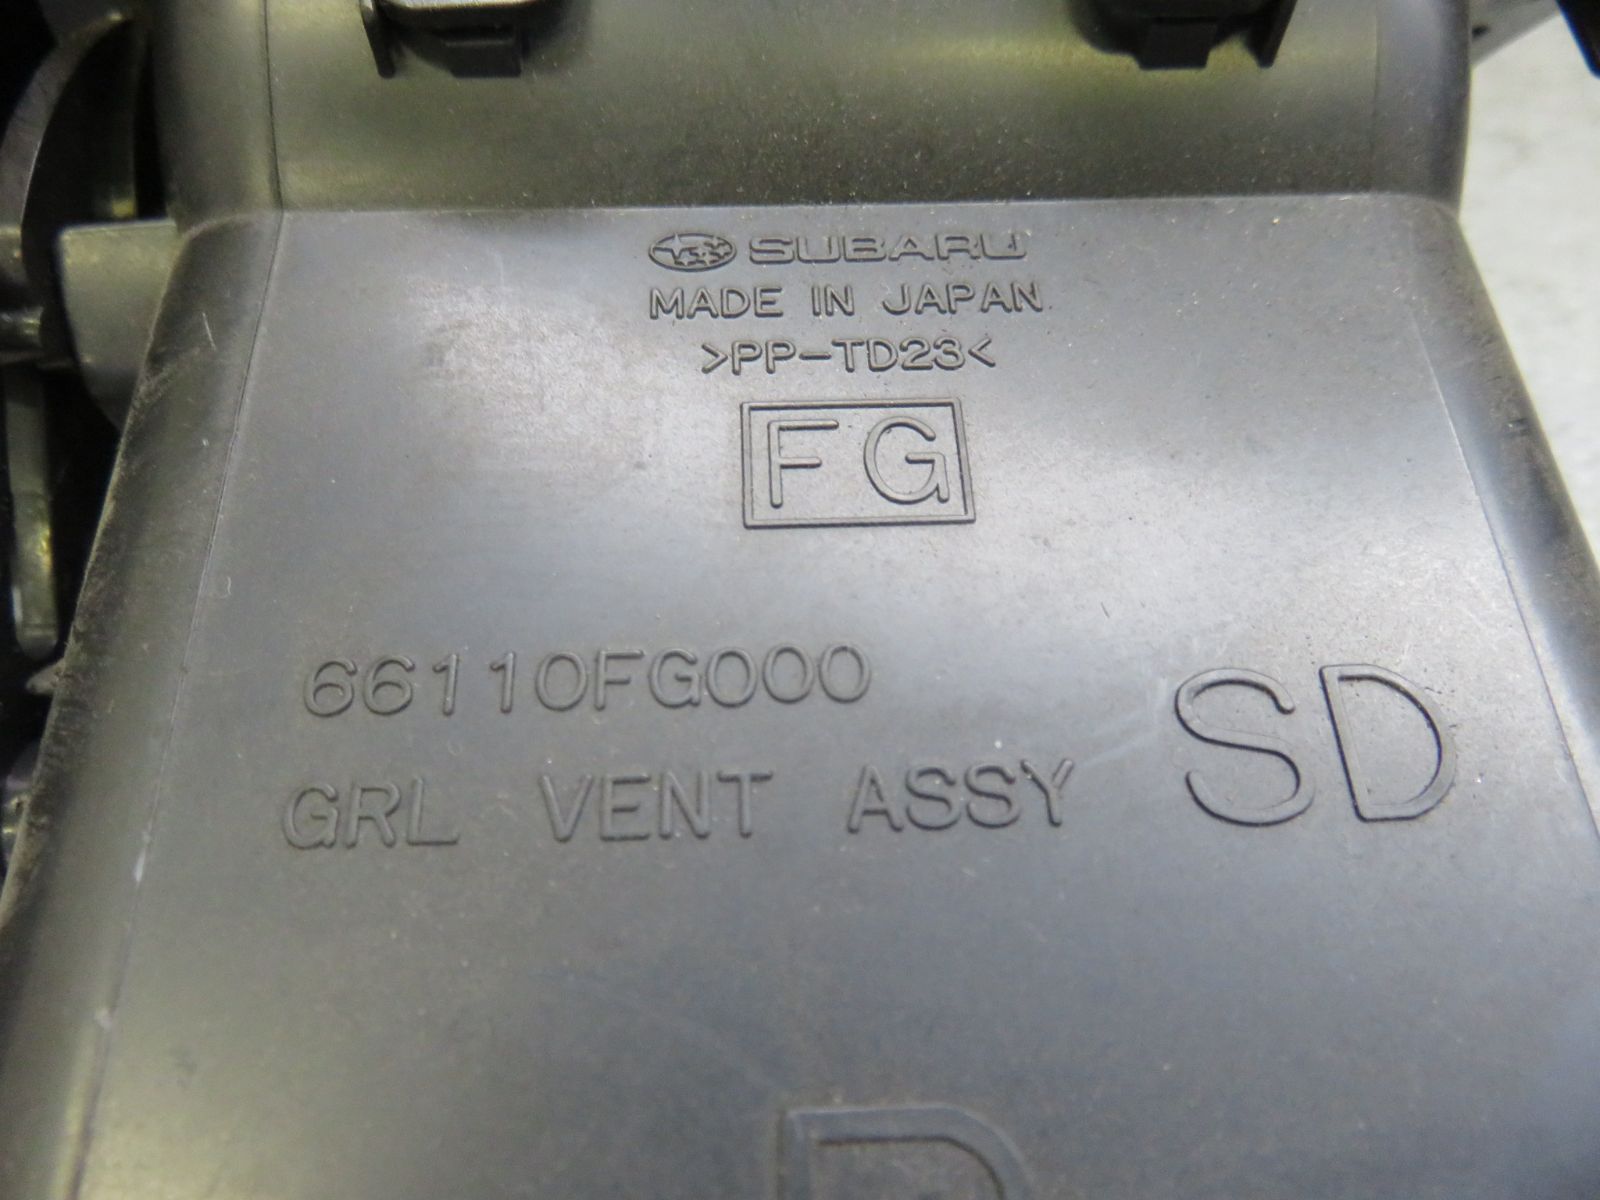 SUBARU
MADE IN JAPAN
>PP-TD23<
FG
66110FG000
GRL VENT ASSY
SD